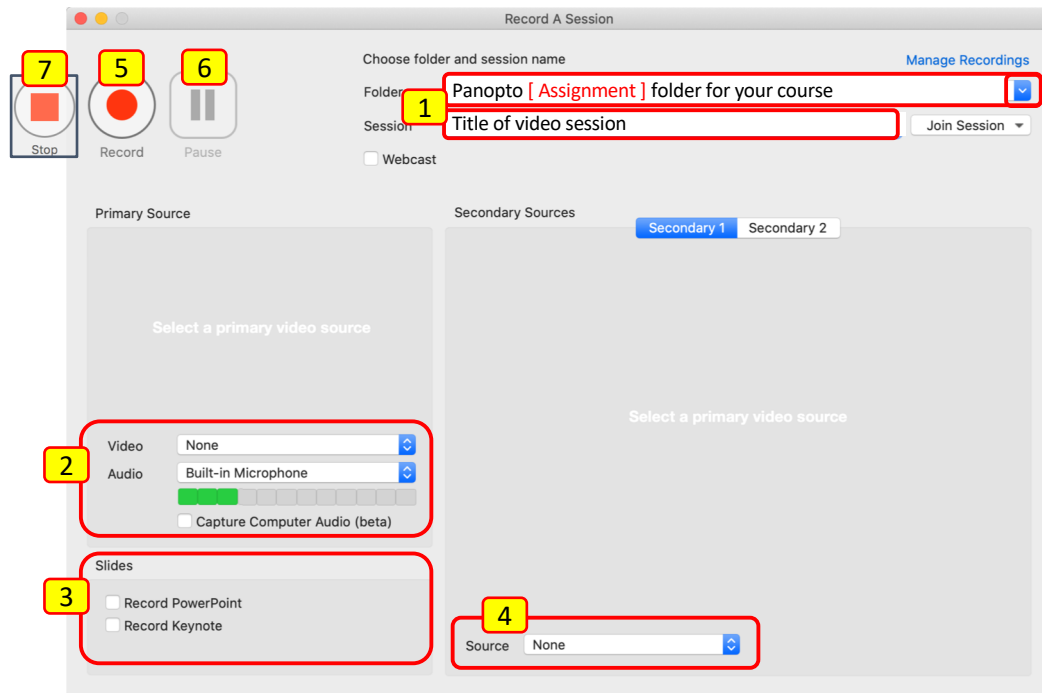 Record A Session
7
5
6
Choose folder and session name
Manage Recordings
Folder
Panopto [ Assignment ] folder for your course
1
Session
Title of video session
Join Session
Stop
Record
Pause
Webcast
Primary Source
Secondary Sources
Secondary 1
Secondary 2
Select a primary video source
Select a primary video source
2
Video
None
Audio
Built-in Microphone
Capture Computer Audio (beta)
Slides
3
Record PowerPoint
Record Keynote
4
Source
None